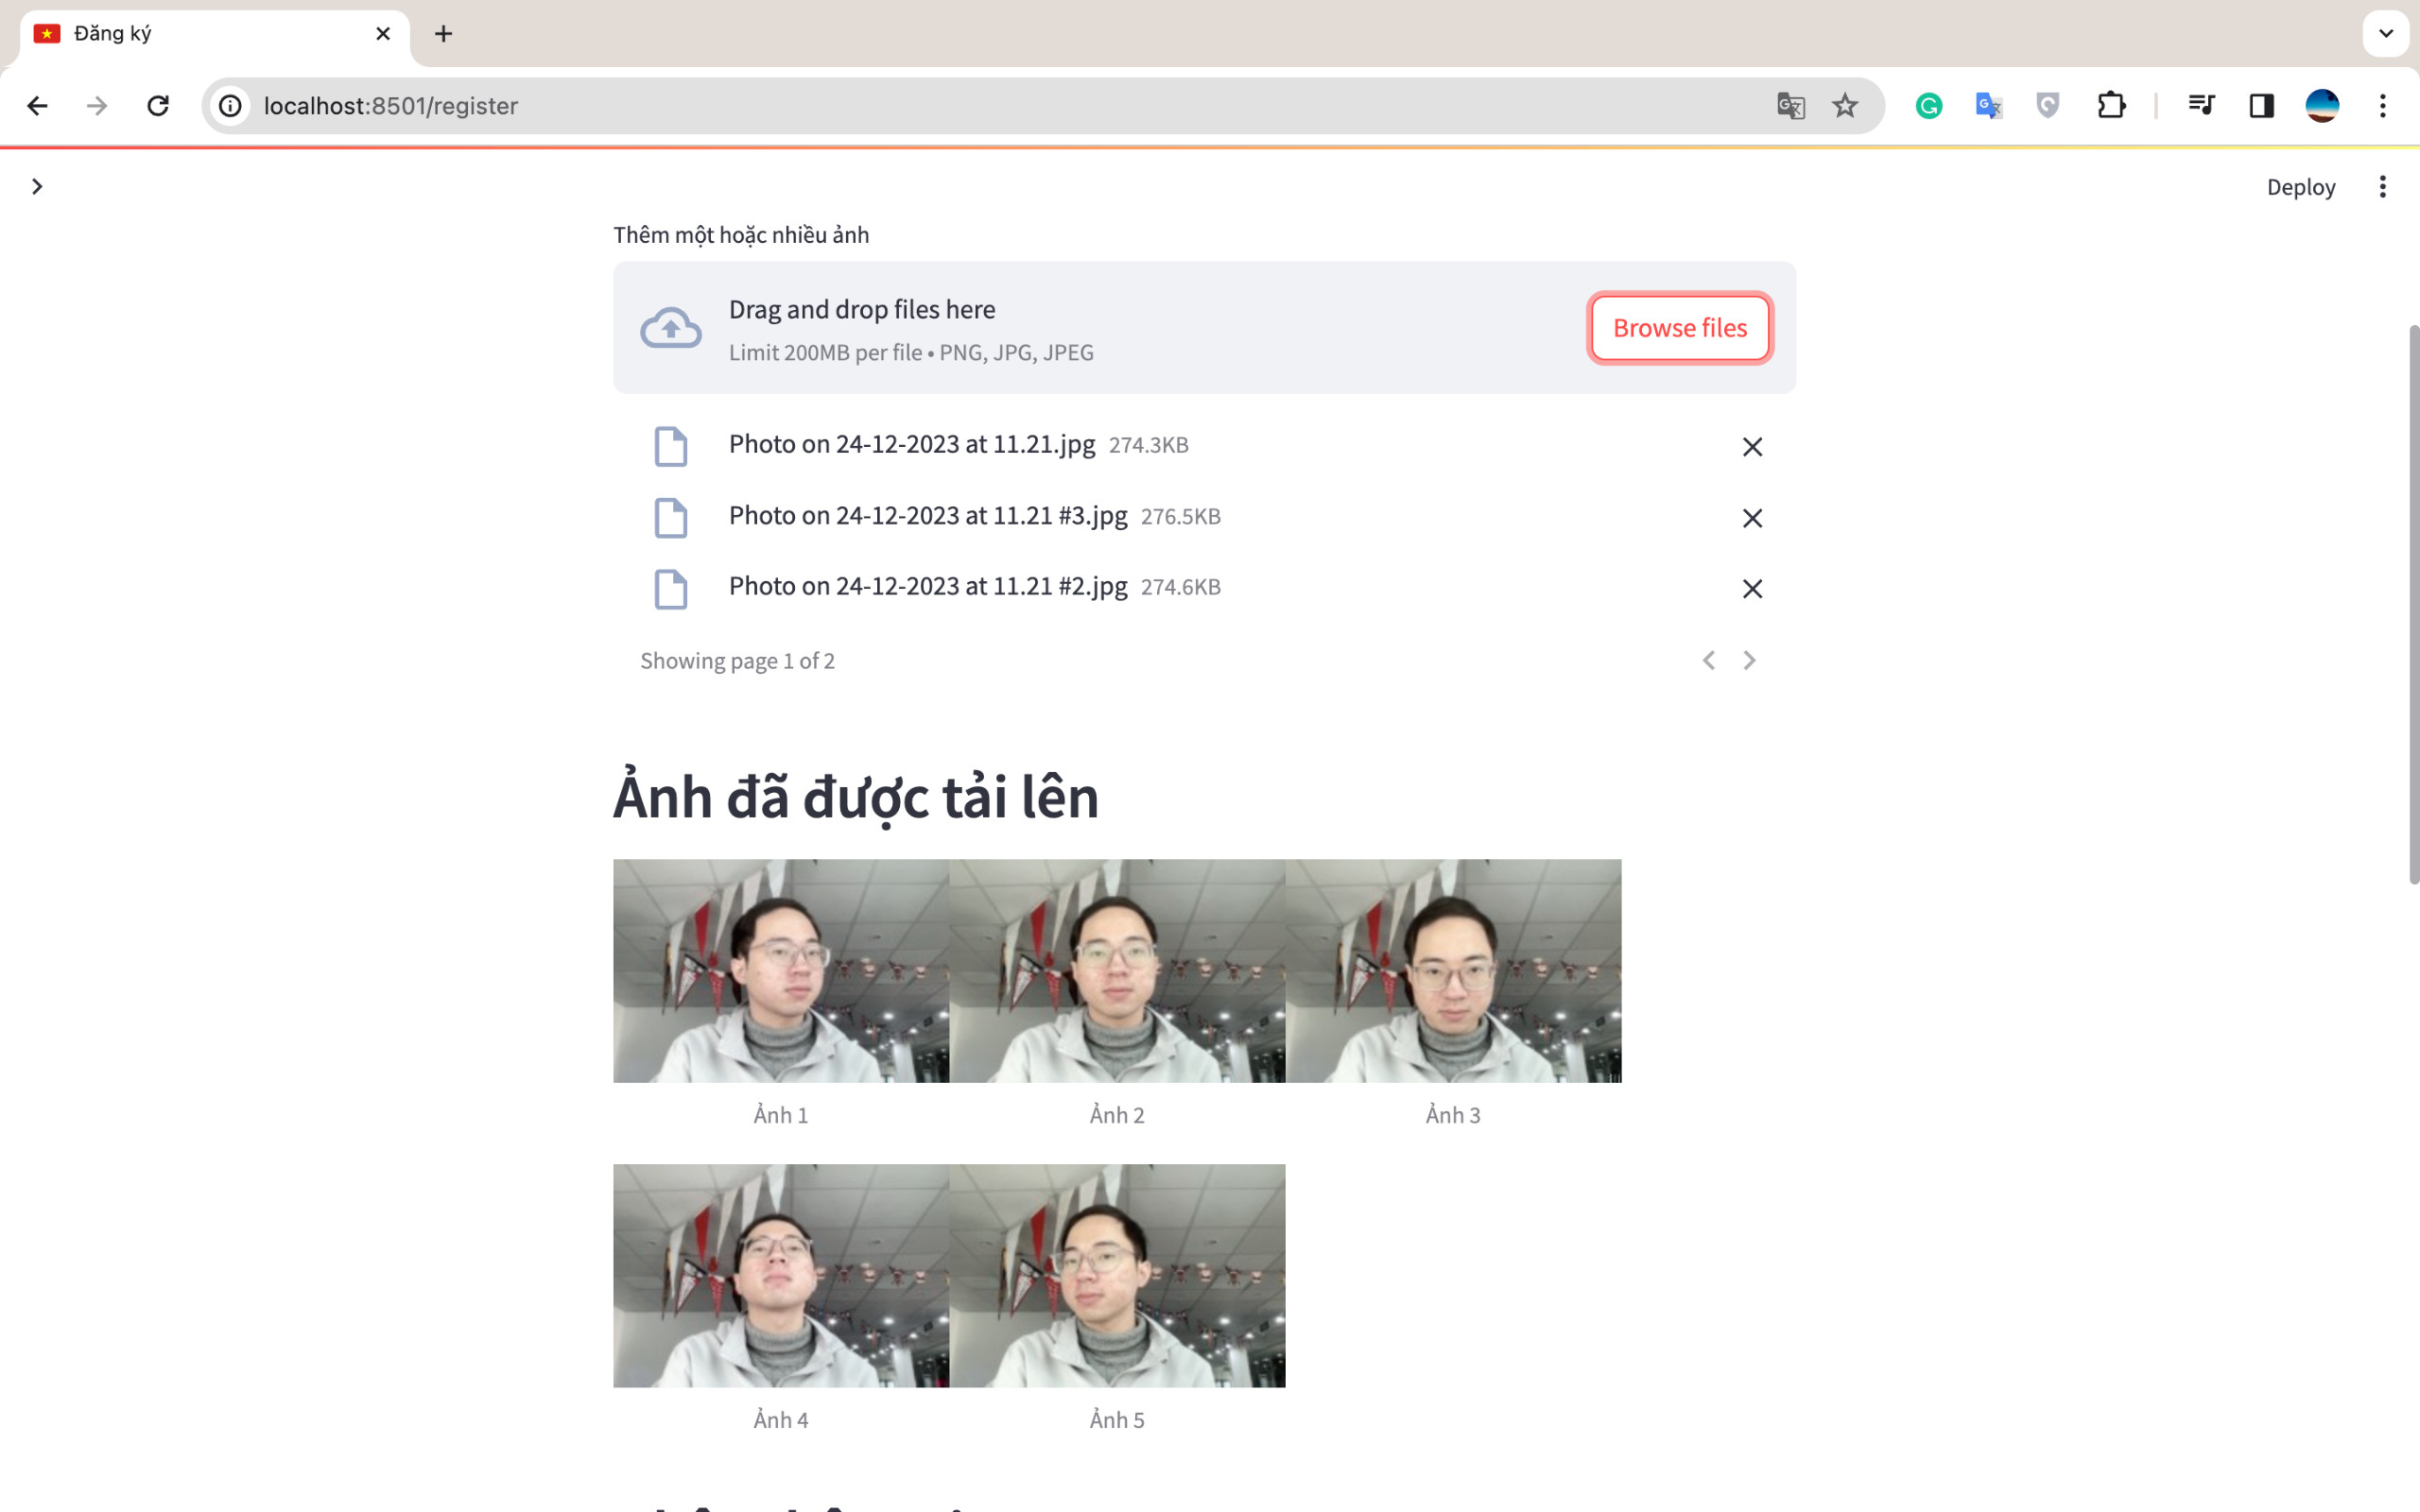 Đăng ký
localhost:8501/register
Deploy
Thêm một hoặc nhiều ảnh
Drag and drop files here
Limit 200MB per file • PNG, JPG, JPEG
Browse files
Photo on 24-12-2023 at 11.21.jpg 274.3KB
Photo on 24-12-2023 at 11.21 #3.jpg 276.5KB
Photo on 24-12-2023 at 11.21 #2.jpg 274.6KB
Showing page 1 of 2
Ảnh đã được tải lên
Ảnh 1
Ảnh 2
Ảnh 3
Ảnh 4
Ảnh 5